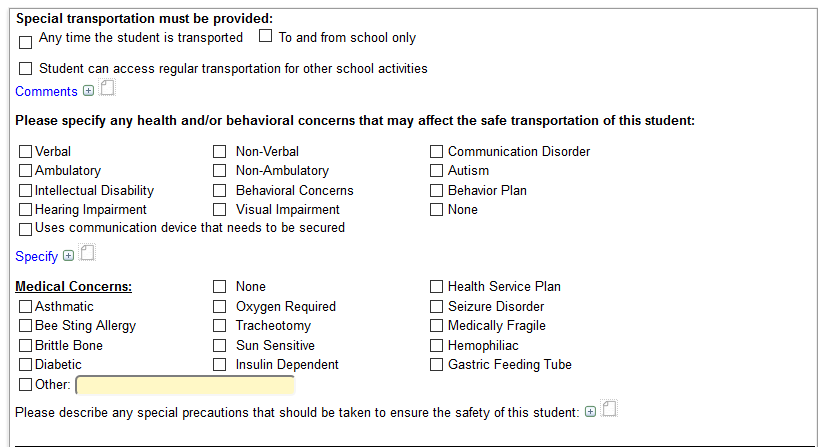 Special transportation must be provided:
Any time the student is transported To and from school only
Student can access regular transportation for other school activities
Comments
Please specify any health and/or behavioral concerns that may affect the safe transportation of this student:
Verbal Non-Verbal Communication Disorder
Ambulatory Non-Ambulatory Autism
Intellectual Disability Behavioral Concerns Behavior Plan
Hearing Impairment Visual Impairment None
Uses communication device that needs to be secured
Specify
Medical Concerns: None Health Service Plan
Asthmatic Oxygen Required Seizure Disorder
Bee Sting Allergy Tracheotomy Medically Fragile
Brittle Bone Sun Sensitive Hemophiliac
Diabetic Insulin Dependent Gastric Feeding Tube
Other:
Please describe any special precautions that should be taken to ensure the safety of this student: